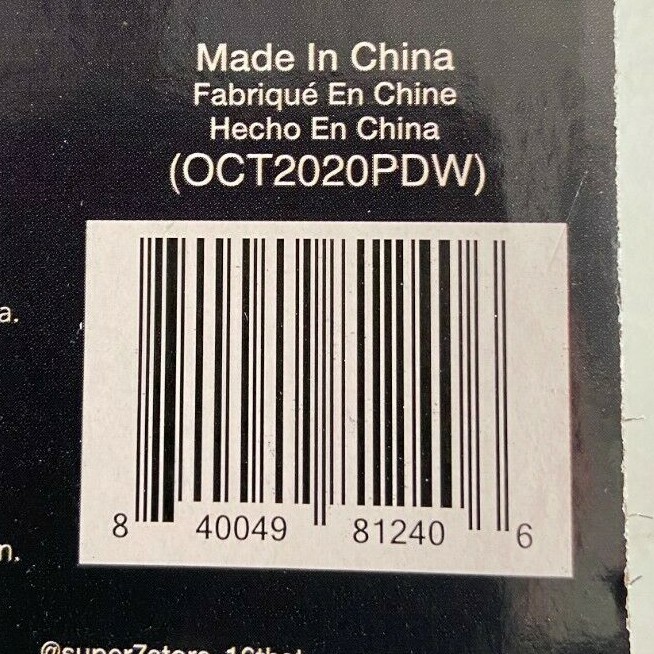 Made In China
Fabriqué En Chine
Hecho En China
(OCT2020PDW)
a.
8 40049 81240 6
n.